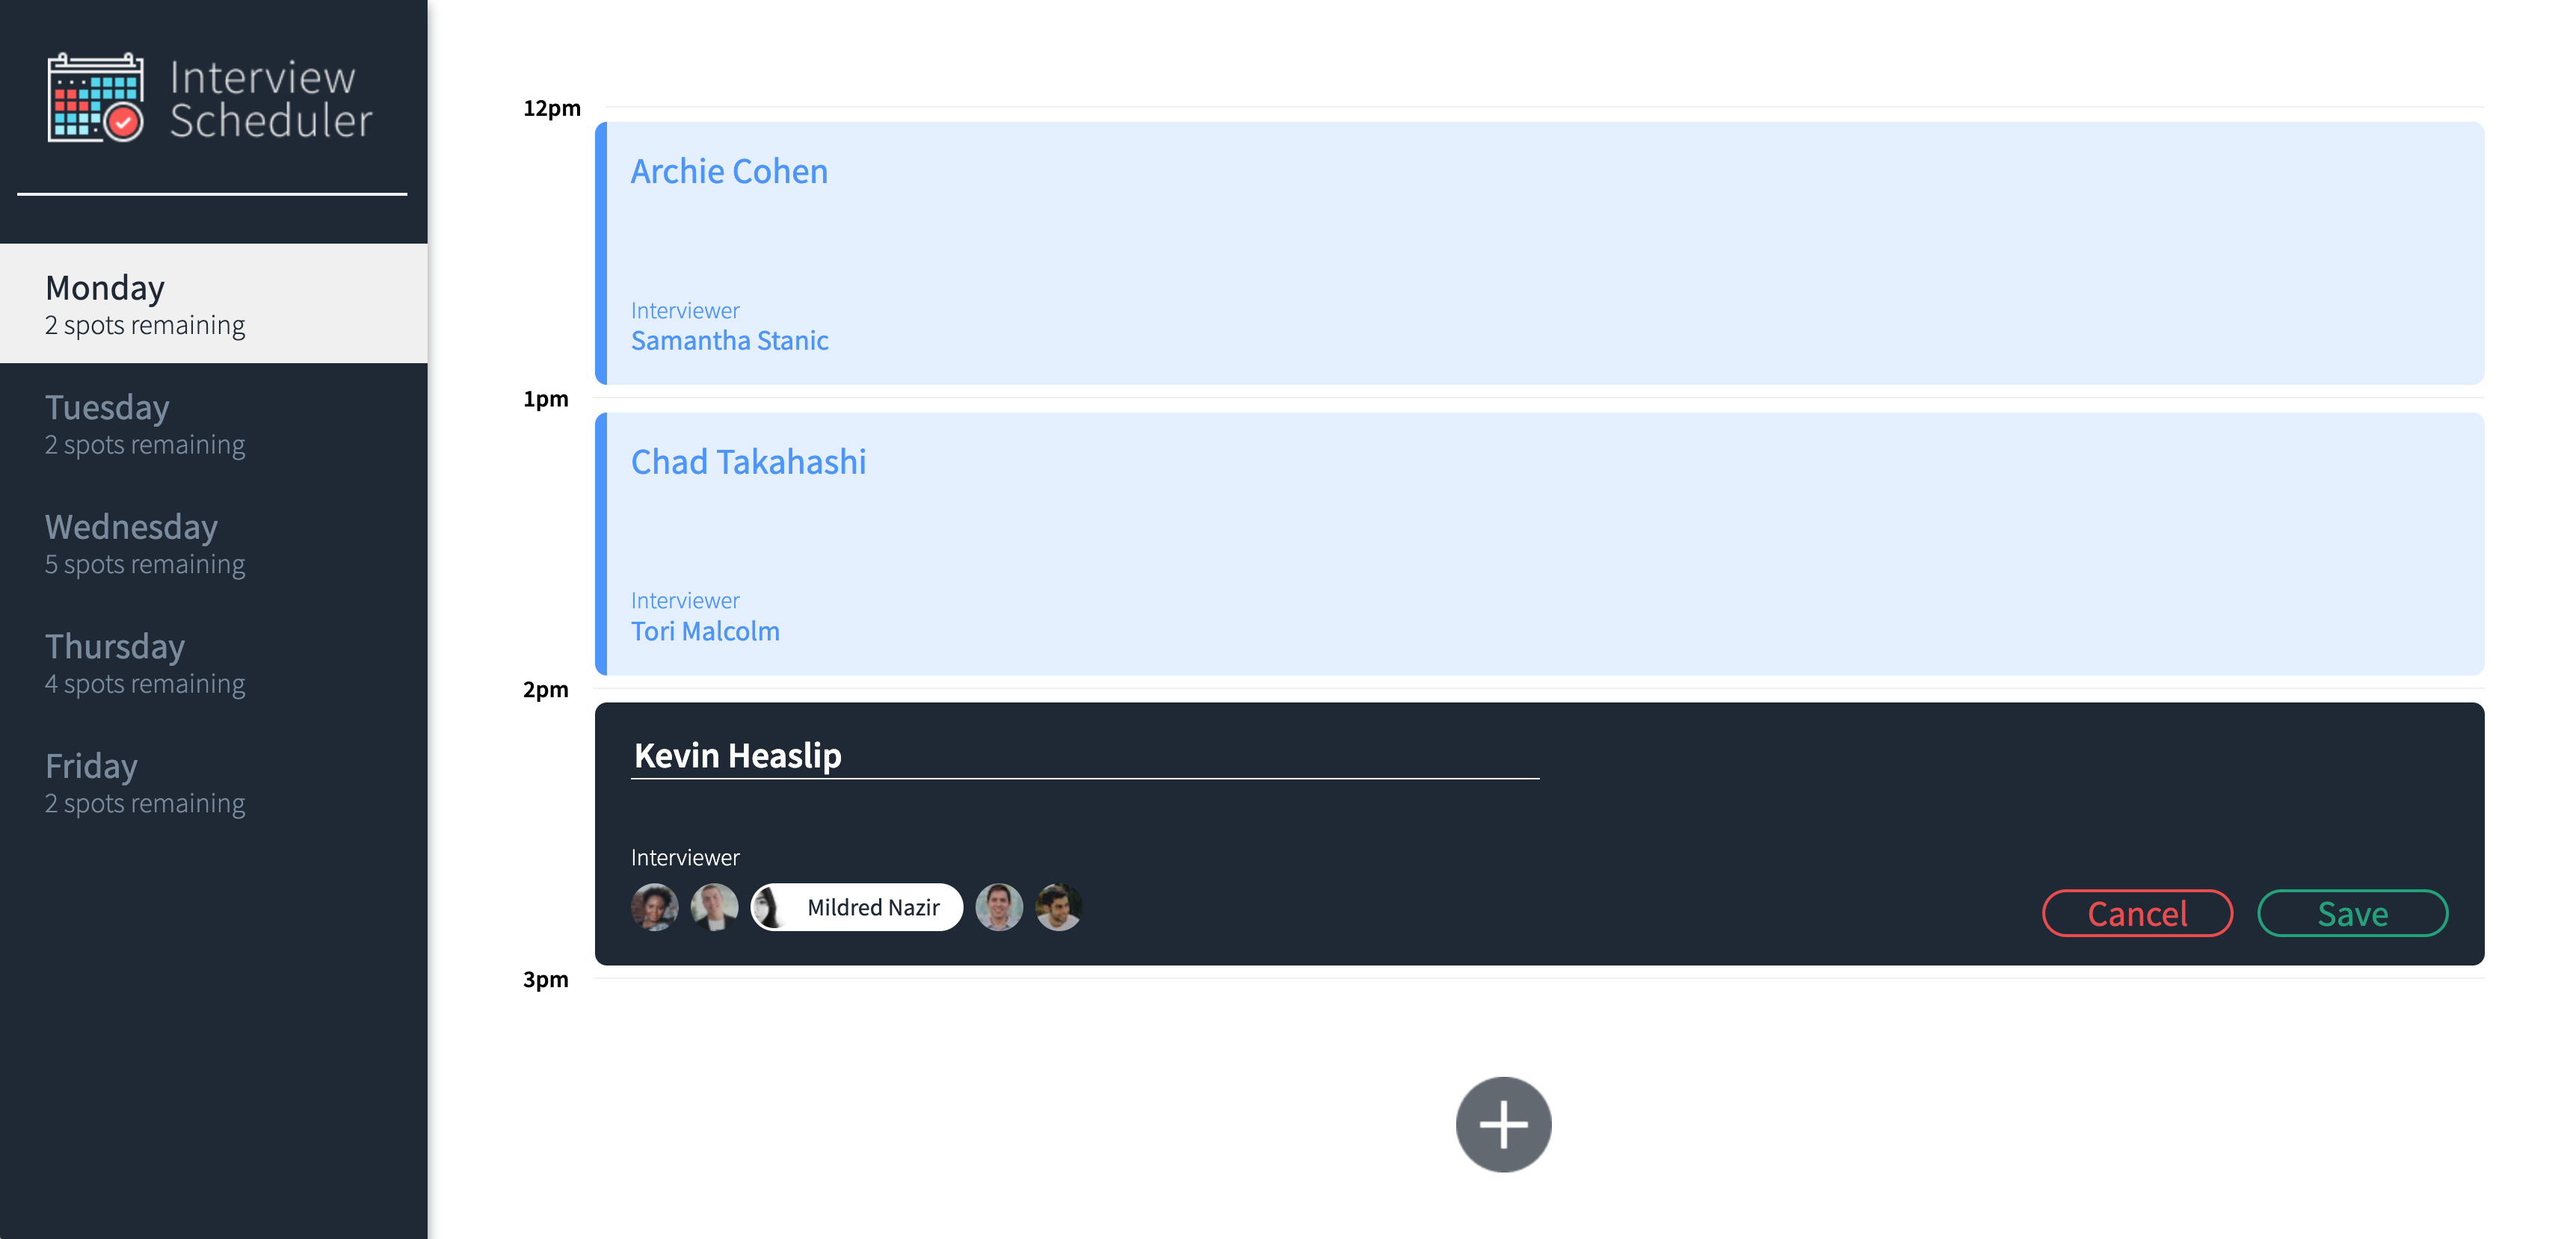 Interview
Scheduler
Monday
2 spots remaining
Tuesday
2 spots remaining
Wednesday
5 spots remaining
Thursday
4 spots remaining
Friday
2 spots remaining
12pm
Archie Cohen
Interviewer
Samantha Stanic
1pm
Chad Takahashi
Interviewer
Tori Malcolm
2pm
Kevin Heaslip
Interviewer
Mildred Nazir
Cancel
Save
3pm